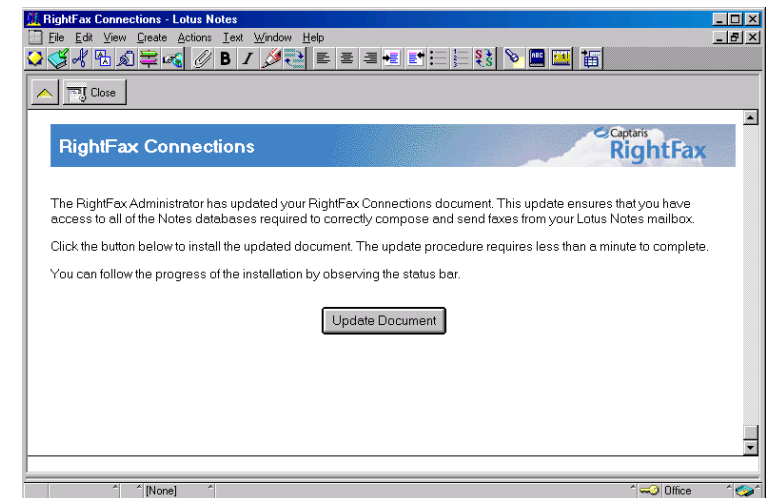 RightFax Connections - Lotus Notes
File Edit View Create Actions Text Window Help
B I
S
S
ABC
Close
RightFax Connections
Captaris
RightFax
The RightFax Administrator has updated your RightFax Connections document. This update ensures that you have
access to all of the Notes databases required to correctly compose and send faxes from your Lotus Notes mailbox.
Click the button below to install the updated document. The update procedure requires less than a minute to complete.
You can follow the progress of the installation by observing the status bar.
Update Document
[None] Office